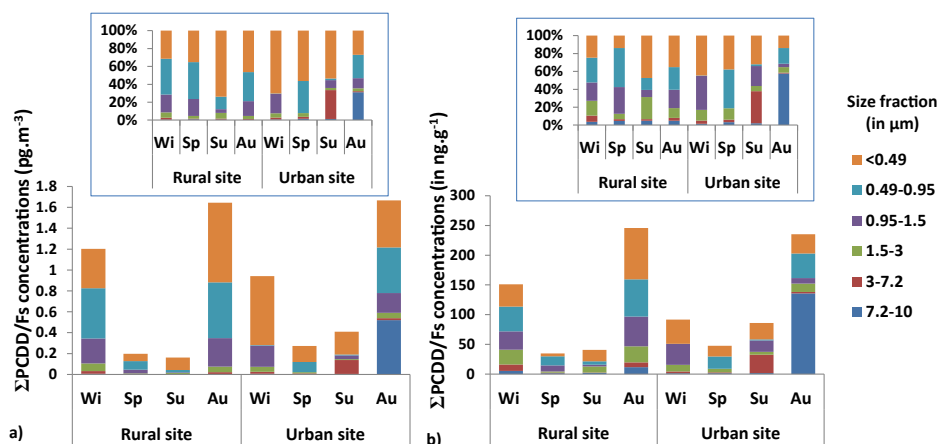 100%
80%
60%
40%
20%
0%
Wi Sp Su Au Wi Sp Su Au
Rural site Urban site
ΣPCDD/Fs concentrations (pg.m-3)
1.8
1.6
1.4
1.2
1
0.8
0.6
0.4
0.2
0
Wi Sp Su Au Wi Sp Su Au
Rural site Urban site
a)
100%
80%
60%
40%
20%
0%
Wi Sp Su Au Wi Sp Su Au
Rural site Urban site
ΣPCDD/Fs concentrations (in ng.g-1)
300
250
200
150
100
50
0
Wi Sp Su Au Wi Sp Su Au
Rural site Urban site
b)
Size fraction
(in μm)
<0.49
0.49-0.95
0.95-1.5
1.5-3
3-7.2
7.2-10